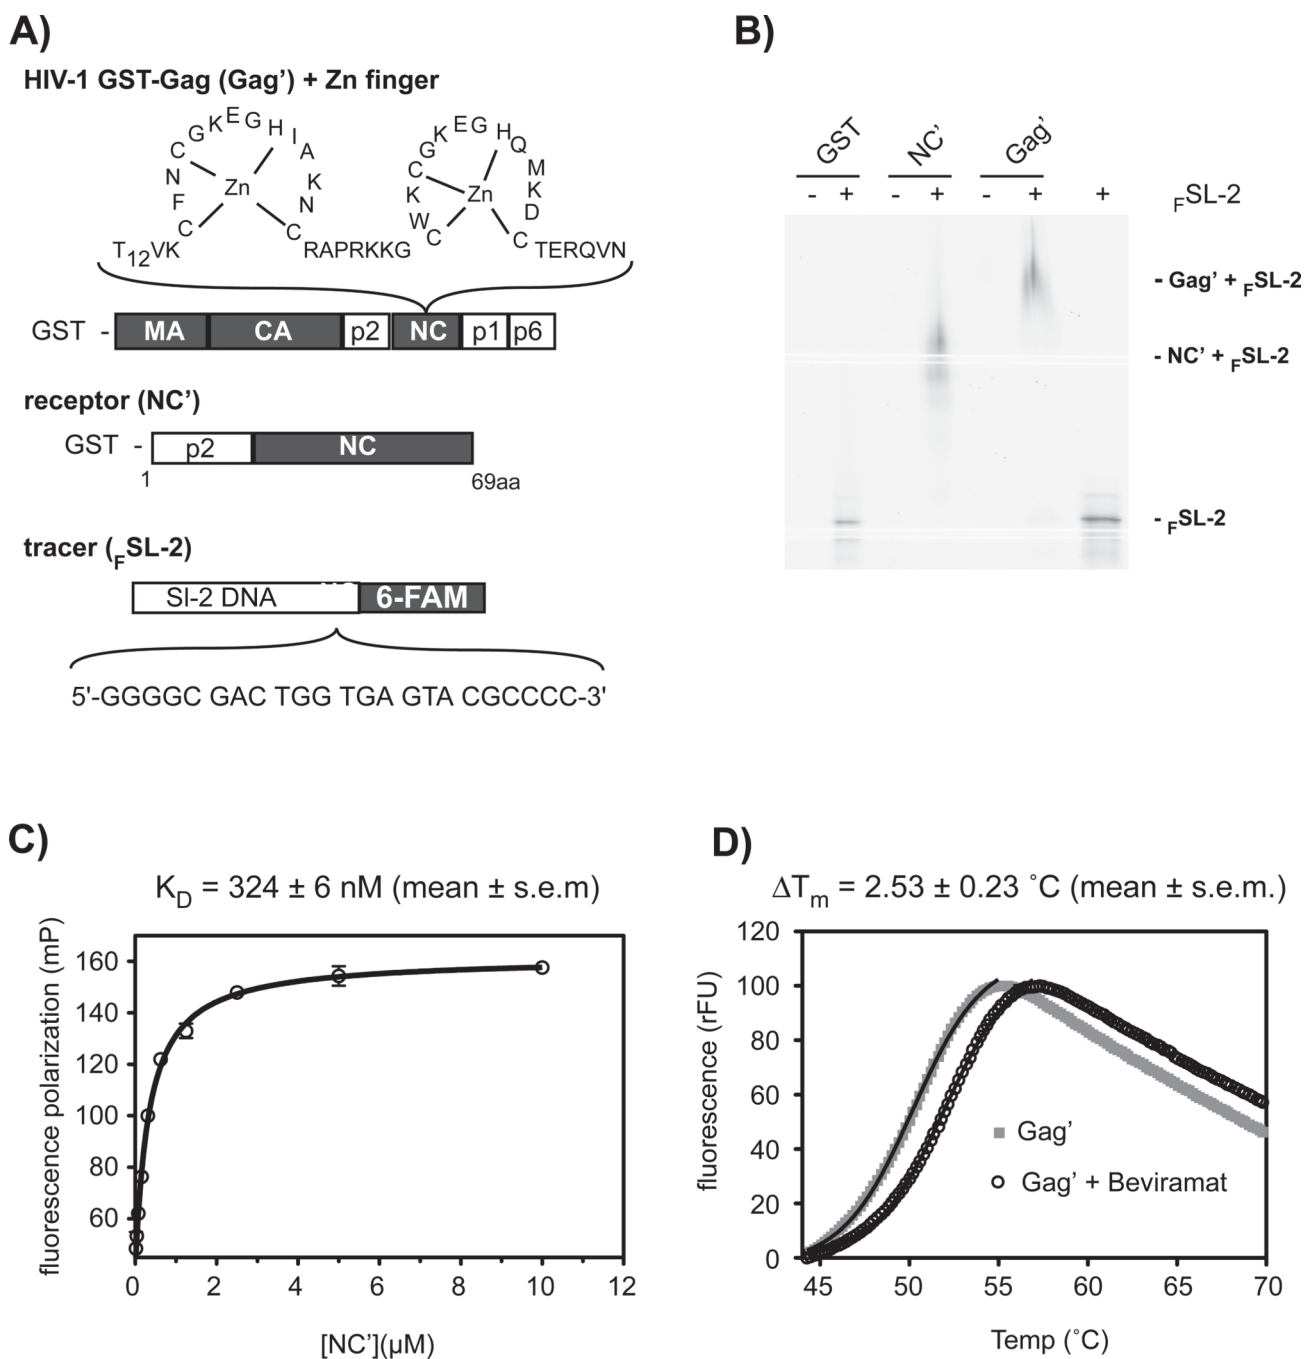 A)
HIV-1 GST-Gag (Gag') + Zn finger
T12VKCFNCGKEGHIAKNCRAPRKKGCWKCGKEGHQMKDCTERQVN
Zn
Zn
GST - MA CA p2 NC p1 p6
receptor (NC')
GST - p2 NC
1 69aa
tracer (FSL-2)
Sl-2 DNA 6-FAM
5'-GGGGC GAC TGG TGA GTA CGCCCC-3'
B)
GST NC' Gag'
- + - + - + + FSL-2
- Gag' + FSL-2
- NC' + FSL-2
- FSL-2
C)
KD = 324 ± 6 nM (mean ± s.e.m)
fluorescence polarization (mP)
160
140
120
100
80
60
0 2 4 6 8 10 12
[NC'](µM)
D)
ΔTm = 2.53 ± 0.23 ˚C (mean ± s.e.m.)
fluorescence (rFU)
120
100
80
60
40
20
0
Gag'
Gag' + Beviramat
45 50 55 60 65 70
Temp (˚C)